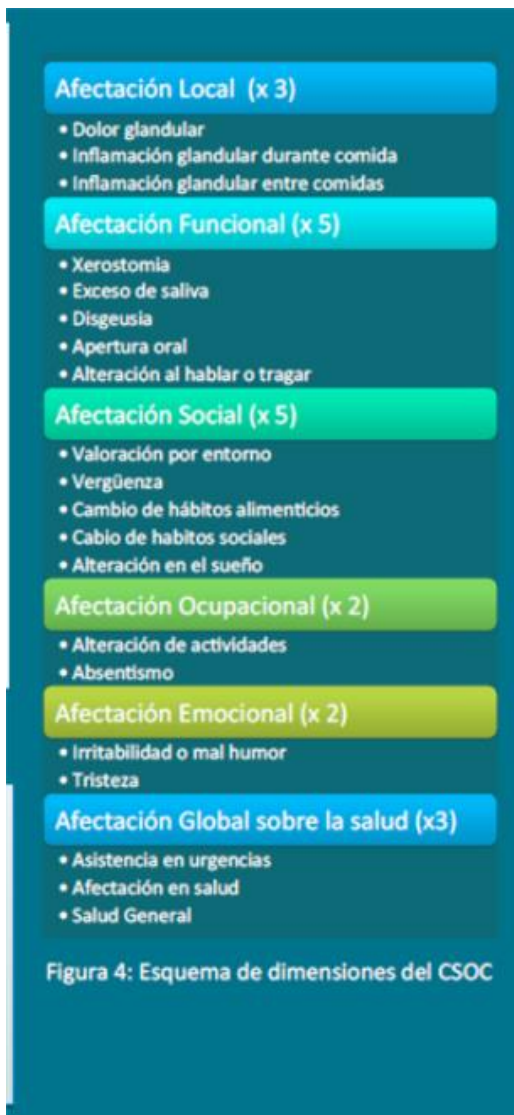 Afectación Local (x 3)
• Dolor glandular
• Inflamación glandular durante comida
• Inflamación glandular entre comidas
Afectación Funcional (x 5)
• Xerostomia
• Exceso de saliva
• Disgeusia
• Apertura oral
• Alteración al hablar o tragar
Afectación Social (x 5)
• Valoración por entorno
• Vergüenza
• Cambio de hábitos alimenticios
• Cabio de habitos sociales
• Alteración en el sueño
Afectación Ocupacional (x 2)
• Alteración de actividades
• Absentismo
Afectación Emocional (x 2)
• Irritabilidad o mal humor
• Tristeza
Afectación Global sobre la salud (x3)
• Asistencia en urgencias
• Afectación en salud
• Salud General
Figura 4: Esquema de dimensiones del CSOC